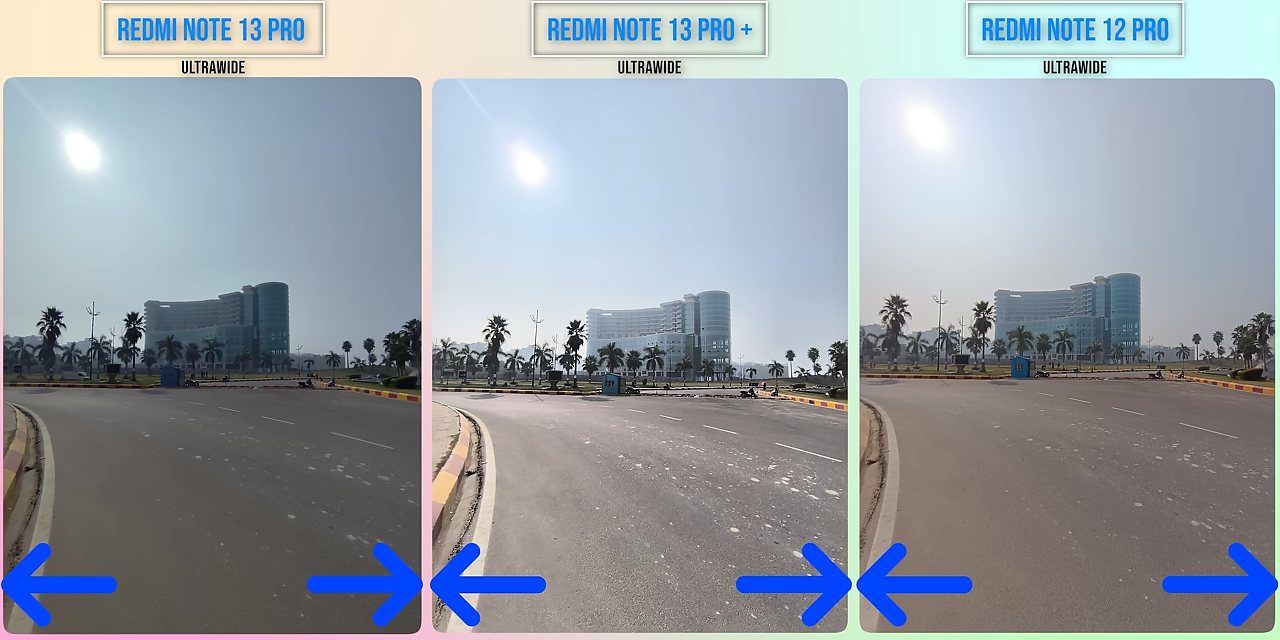 REDMI NOTE 13 PRO
ULTRAWIDE
REDMI NOTE 13 PRO +
ULTRAWIDE
REDMI NOTE 12 PRO
ULTRAWIDE